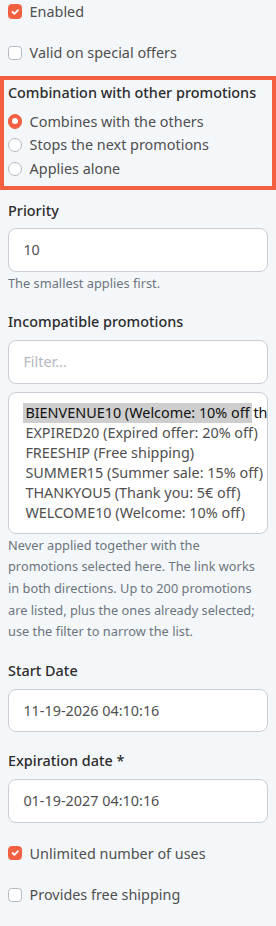 Enabled
Valid on special offers
Combination with other promotions
Combines with the others
Stops the next promotions
Applies alone
Priority
10
The smallest applies first.
Incompatible promotions
Filter...
BIENVENUE10 (Welcome: 10% off th
EXPIRED20 (Expired offer: 20% off)
FREESHIP (Free shipping)
SUMMER15 (Summer sale: 15% off)
THANKYOU5 (Thank you: 5€ off)
WELCOME10 (Welcome: 10% off)
Never applied together with the
promotions selected here. The link works
in both directions. Up to 200 promotions
are listed, plus the ones already selected;
use the filter to narrow the list.
Start Date
11-19-2026 04:10:16
Expiration date *
01-19-2027 04:10:16
Unlimited number of uses
Provides free shipping